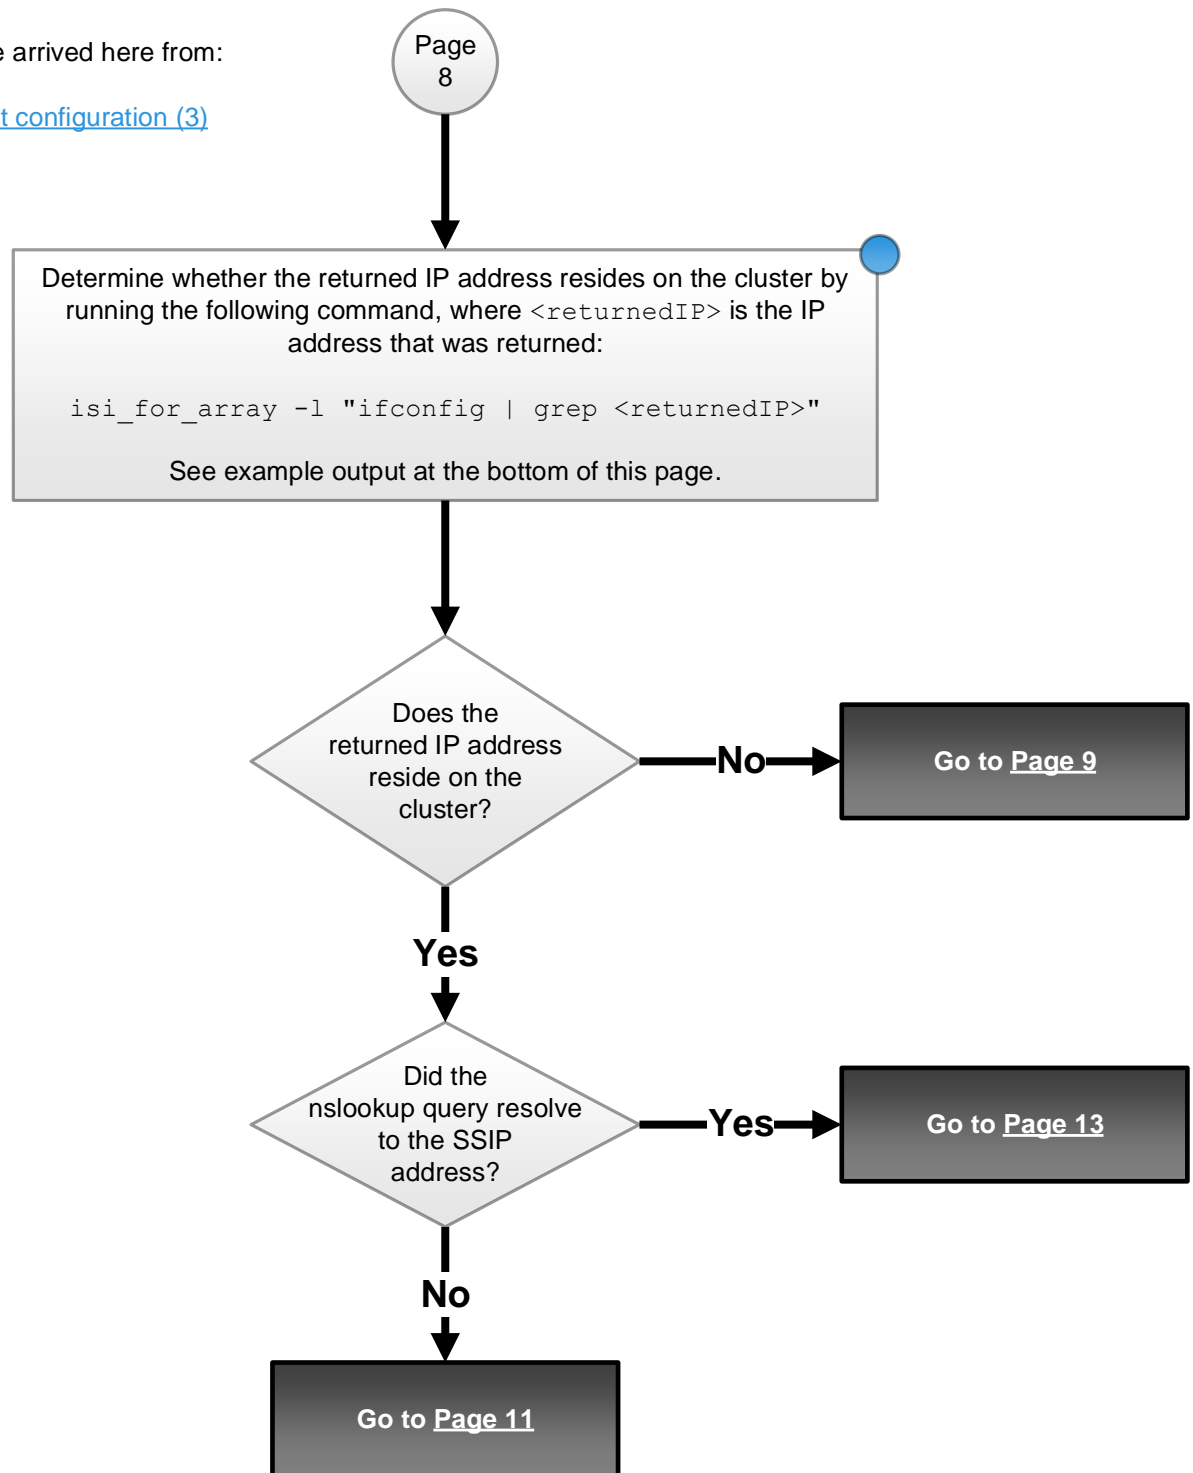 arrived here from:
configuration (3)
Page
8
Determine whether the returned IP address resides on the cluster by
running the following command, where <returnedIP> is the IP
address that was returned:
isi_for_array -l "ifconfig | grep <returnedIP>"
See example output at the bottom of this page.
Does the
returned IP address
reside on the
cluster?
No
Go to Page 9
Yes
Did the
nslookup query resolve
to the SSIP
address?
Yes
Go to Page 13
No
Go to Page 11